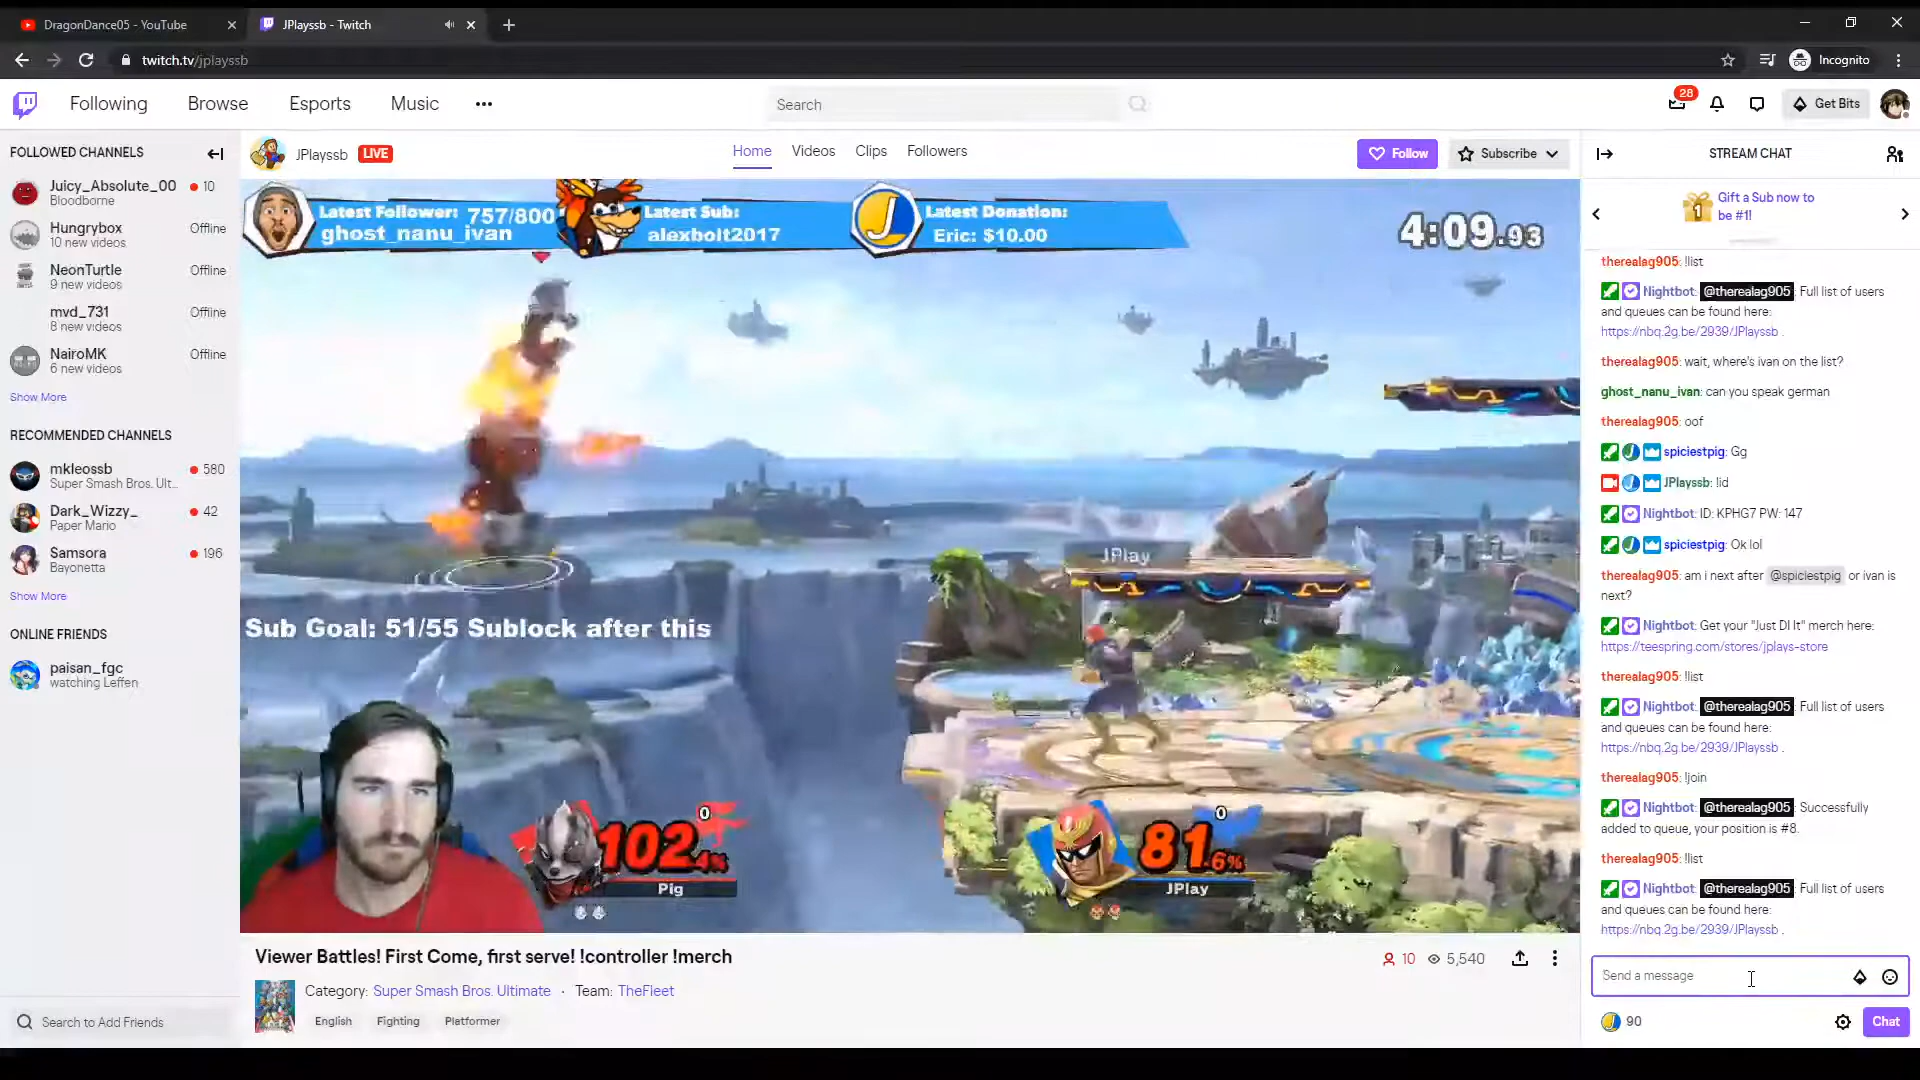 DragonDance05 - YouTube
JPlayssb - Twitch
twitch.tv/jplayssb
Incognito
Following
Browse
Esports
Music
Search
28
Get Bits
FOLLOWED CHANNELS
Juicy_Absolute_00
10
Bloodborne
Hungrybox
Offline
10 new videos
NeonTurtle
Offline
9 new videos
mvd_731
Offline
8 new videos
NairoMK
Offline
6 new videos
Show More
RECOMMENDED CHANNELS
mkleossb
580
Super Smash Bros. Ult...
Dark_Wizzy_
42
Paper Mario
Samsora
196
Bayonetta
Show More
ONLINE FRIENDS
paisan_fgc
watching Leffen
Search to Add Friends
JPlayssb
LIVE
Home
Videos
Clips
Followers
Follow
Subscribe
Latest Follower: 757/800
ghost_nanu_ivan
Latest Sub:
alexbolt2017
Latest Donation:
Eric: $10.00
4:09.93
JPlay
Sub Goal: 51/55 Sublock after this
0
102.4%
Pig
0
81.6%
JPlay
Viewer Battles! First Come, first serve! !controller !merch
10
5,540
Category: Super Smash Bros. Ultimate · Team: TheFleet
English
Fighting
Platformer
STREAM CHAT
1
Gift a Sub now to
be #1!
therealag905: !list
Nightbot: @therealag905: Full list of users
and queues can be found here:
https://nbq.2g.be/2939/JPlayssb .
therealag905: wait, where's ivan on the list?
ghost_nanu_ivan: can you speak german
therealag905: oof
spiciestpig: Gg
JPlayssb: !id
Nightbot: ID: KPHG7 PW: 147
spiciestpig: Ok lol
therealag905: am i next after @spiciestpig or ivan is
next?
Nightbot: Get your "Just DI It" merch here:
https://teespring.com/stores/jplays-store
therealag905: !list
Nightbot: @therealag905: Full list of users
and queues can be found here:
https://nbq.2g.be/2939/JPlayssb .
therealag905: !join
Nightbot: @therealag905: Successfully
added to queue, your position is #8.
therealag905: !list
Nightbot: @therealag905: Full list of users
and queues can be found here:
https://nbq.2g.be/2939/JPlayssb .
Send a message
90
Chat